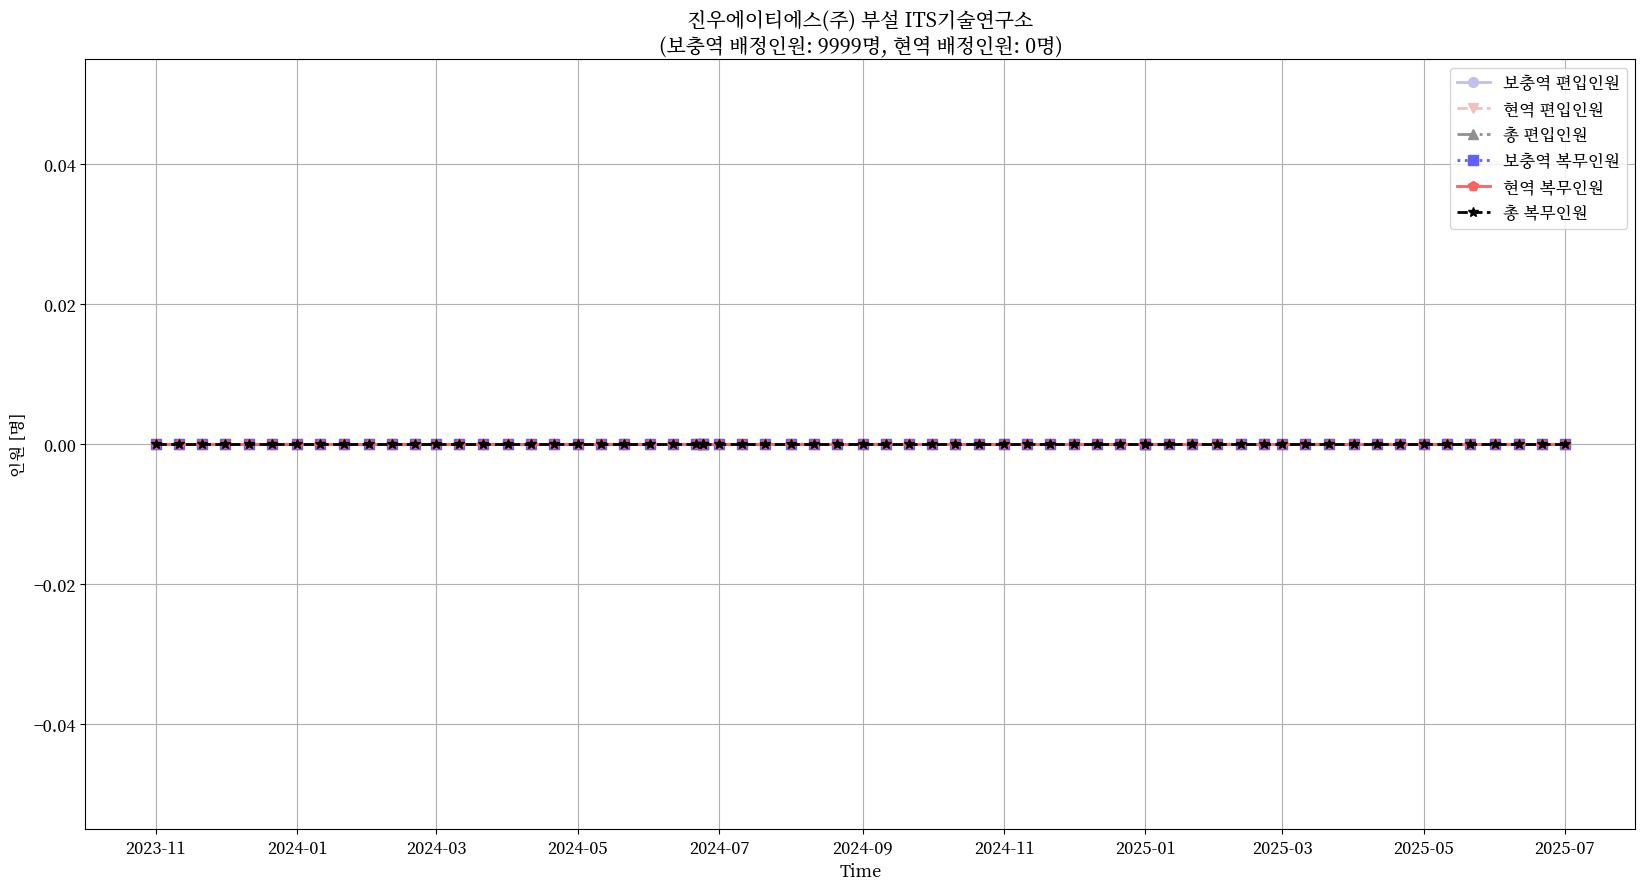 진우에이티에스(주) 부설 ITS기술연구소
(보충역 배정인원: 9999명, 현역 배정인원: 0명)
보충역 편입인원
현역 편입인원
총 편입인원
보충역 복무인원
현역 복무인원
총 복무인원
인원 [명]
0.04
0.02
0.00
−0.02
−0.04
2023-11 2024-01 2024-03 2024-05 2024-07 2024-09 2024-11 2025-01 2025-03 2025-05 2025-07
Time